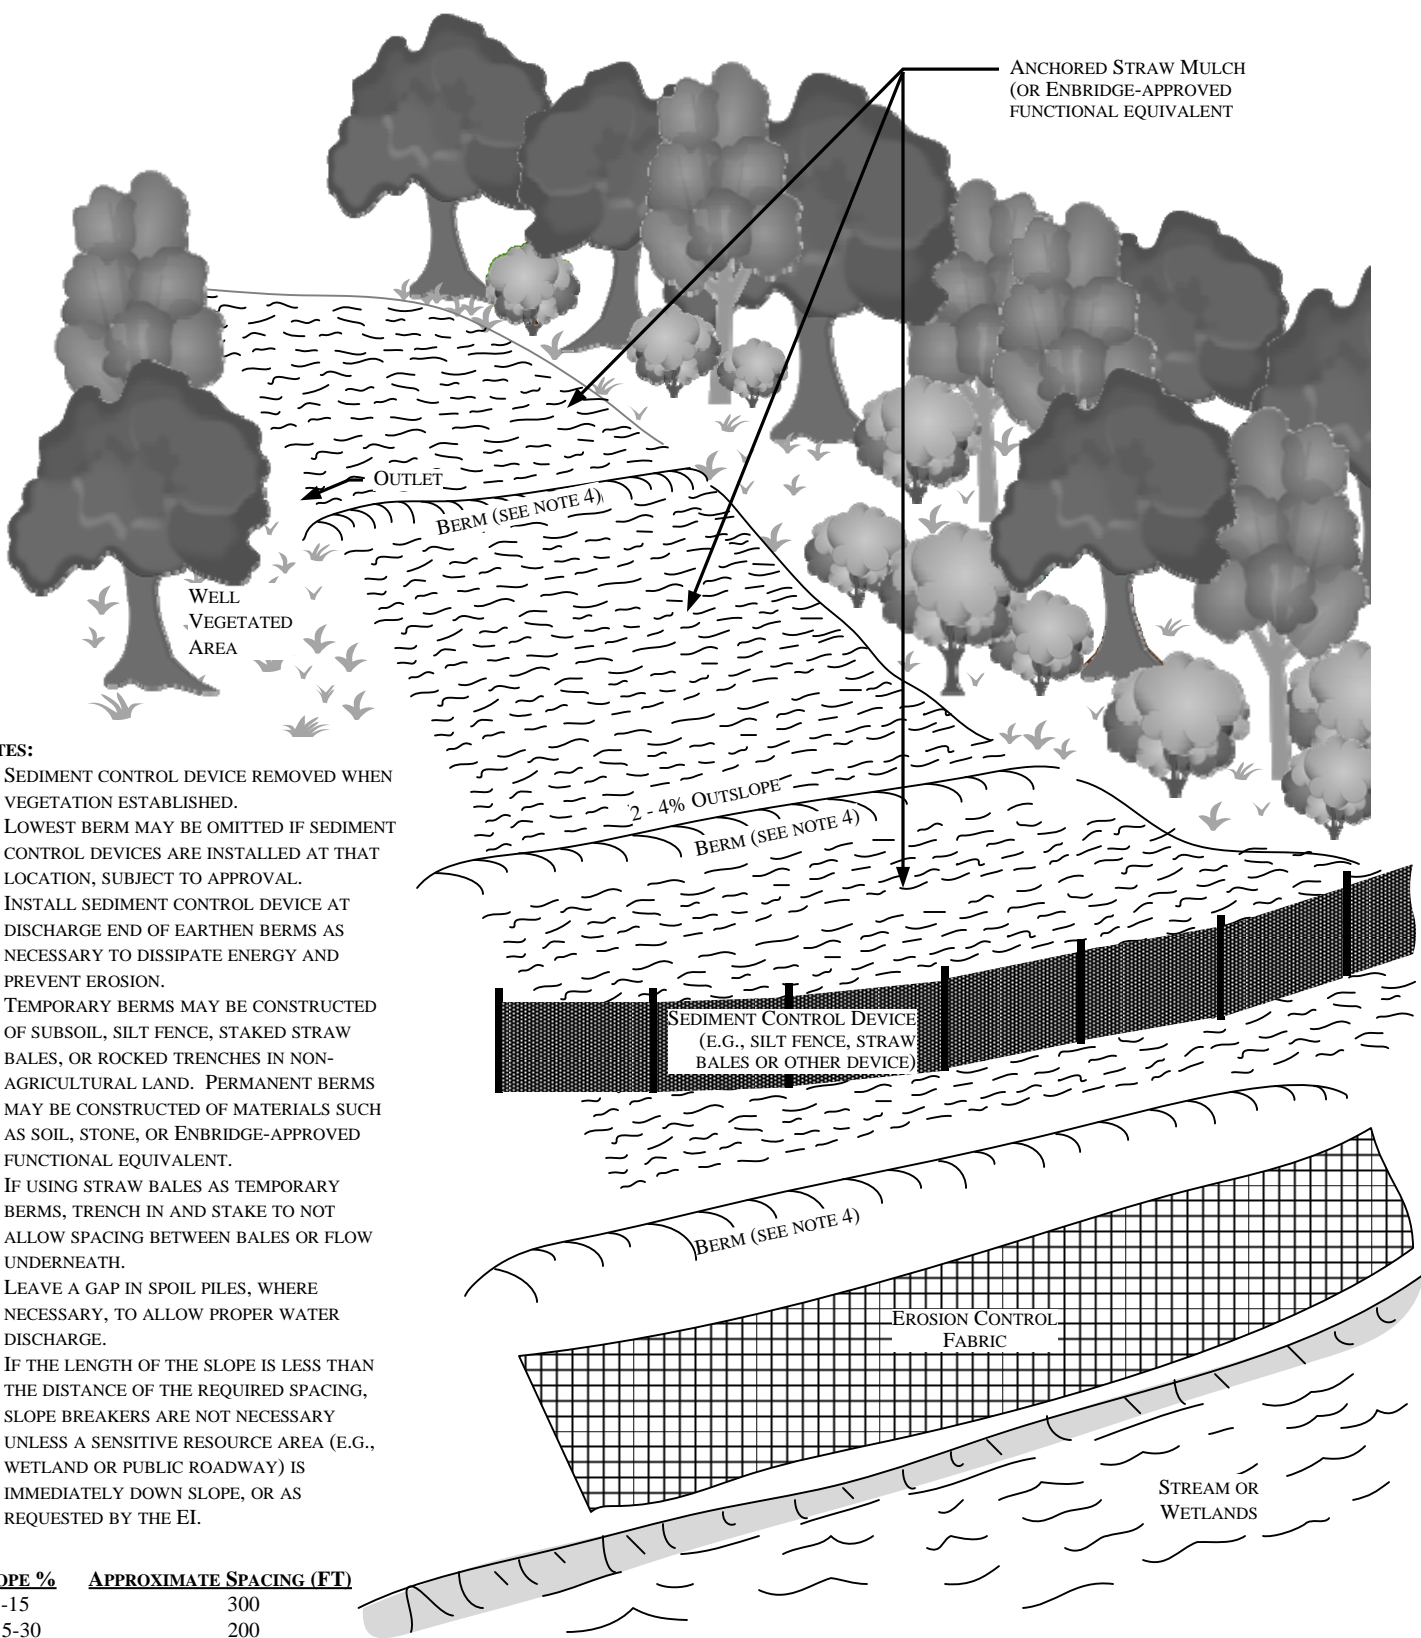 ANCHORED STRAW MULCH
(OR ENBRIDGE-APPROVED
FUNCTIONAL EQUIVALENT
OUTLET
BERM (SEE NOTE 4)
WELL
VEGETATED
AREA
2 - 4% OUTSLOPE
BERM (SEE NOTE 4)
SEDIMENT CONTROL DEVICE
(E.G., SILT FENCE, STRAW
BALES OR OTHER DEVICE)
BERM (SEE NOTE 4)
EROSION CONTROL
FABRIC
STREAM OR
WETLANDS
TES:
SEDIMENT CONTROL DEVICE REMOVED WHEN
VEGETATION ESTABLISHED.
LOWEST BERM MAY BE OMITTED IF SEDIMENT
CONTROL DEVICES ARE INSTALLED AT THAT
LOCATION, SUBJECT TO APPROVAL.
INSTALL SEDIMENT CONTROL DEVICE AT
DISCHARGE END OF EARTHEN BERMS AS
NECESSARY TO DISSIPATE ENERGY AND
PREVENT EROSION.
TEMPORARY BERMS MAY BE CONSTRUCTED
OF SUBSOIL, SILT FENCE, STAKED STRAW
BALES, OR ROCKED TRENCHES IN NON-
AGRICULTURAL LAND. PERMANENT BERMS
MAY BE CONSTRUCTED OF MATERIALS SUCH
AS SOIL, STONE, OR ENBRIDGE-APPROVED
FUNCTIONAL EQUIVALENT.
IF USING STRAW BALES AS TEMPORARY
BERMS, TRENCH IN AND STAKE TO NOT
ALLOW SPACING BETWEEN BALES OR FLOW
UNDERNEATH.
LEAVE A GAP IN SPOIL PILES, WHERE
NECESSARY, TO ALLOW PROPER WATER
DISCHARGE.
IF THE LENGTH OF THE SLOPE IS LESS THAN
THE DISTANCE OF THE REQUIRED SPACING,
SLOPE BREAKERS ARE NOT NECESSARY
UNLESS A SENSITIVE RESOURCE AREA (E.G.,
WETLAND OR PUBLIC ROADWAY) IS
IMMEDIATELY DOWN SLOPE, OR AS
REQUESTED BY THE EI.
OPE % APPROXIMATE SPACING (FT)
-15 300
5-30 200